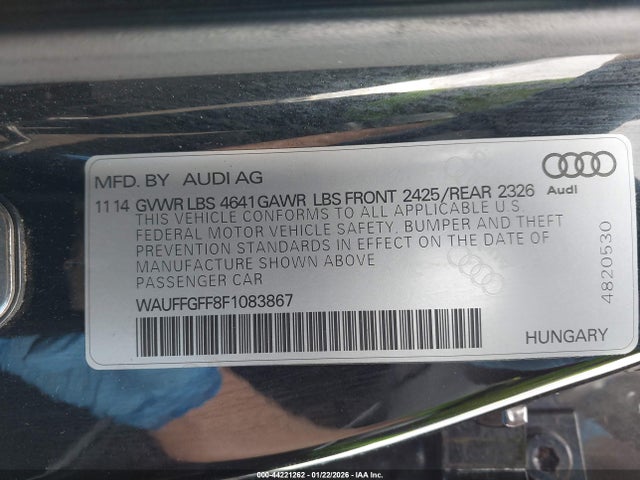 MFD. BY AUDI AG
Audi
1114 GVWR LBS 4641 GAWR LBS FRONT 2425/REAR 2326
THIS VEHICLE CONFORMS TO ALL APPLICABLE U.S.
FEDERAL MOTOR VEHICLE SAFETY, BUMPER AND THEFT
PREVENTION STANDARDS IN EFFECT ON THE DATE OF
MANUFACTURE SHOWN ABOVE
PASSENGER CAR
WAUFFGFF8F1083867
4820530
HUNGARY
000-44221262 - 01/22/2026 - IAA Inc.